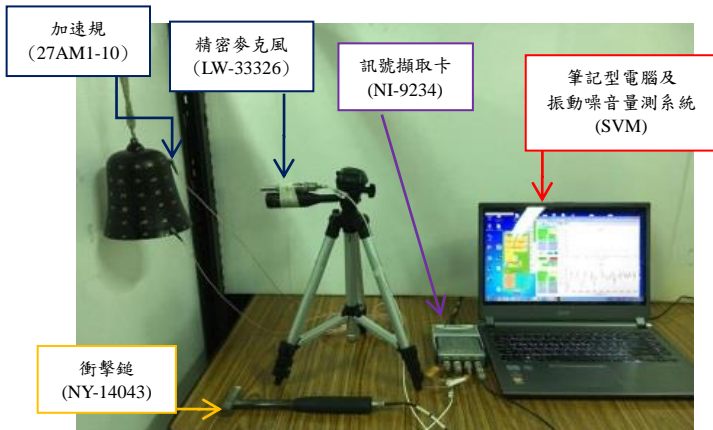 加速規
(27AM1-10)
精密麥克風
(LW-33326)
訊號擷取卡
(NI-9234)
筆記型電腦及
振動噪音量測系統
(SVM)
衝擊鎚
(NY-14043)